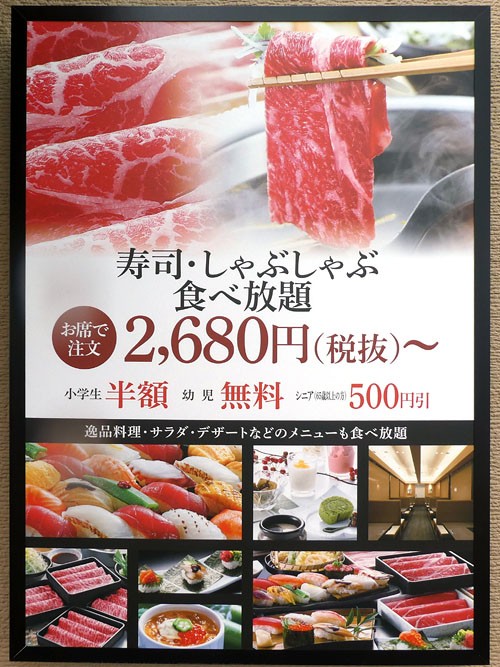 寿司・しゃぶしゃぶ
食べ放題
お席で
注文
2,680円(税抜)〜
小学生 半額 幼児 無料 シニア(65歳以上の方) 500円引
逸品料理・サラダ・デザートなどのメニューも食べ放題